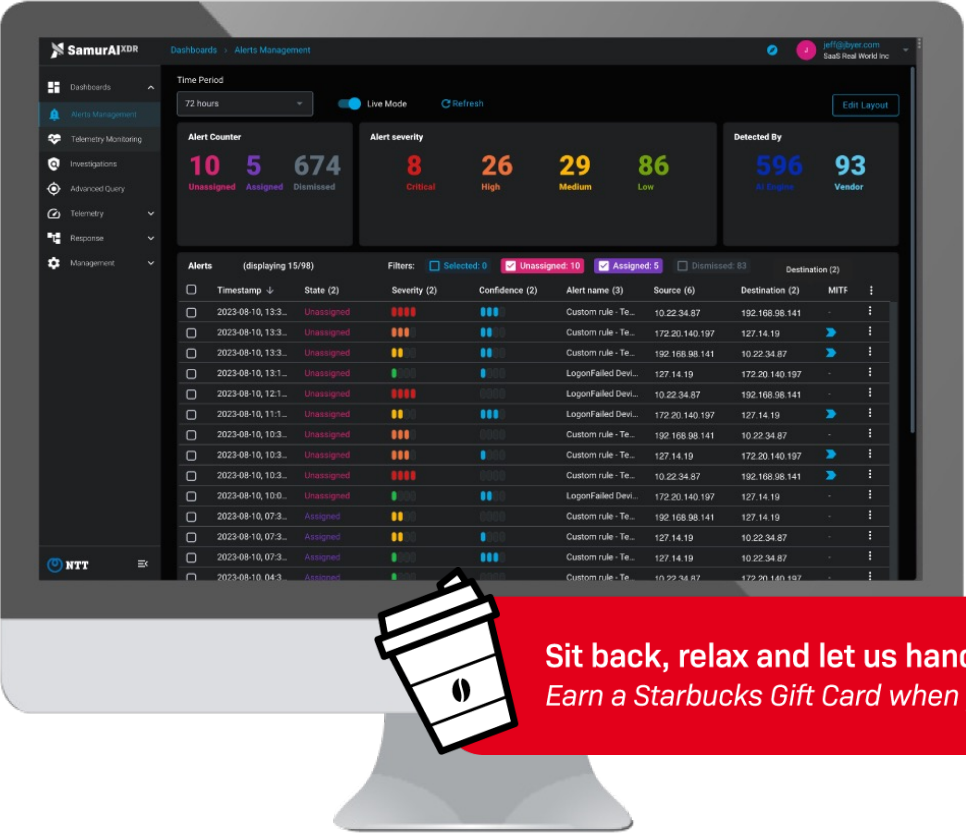 SamurAI XDR
Dashboards > Alerts Management
J
jeff@jbyer.com
SaaS Real World Inc
Dashboards
Alerts Management
Telemetry Monitoring
Investigations
Advanced Query
Telemetry
Response
Management
NTT
Time Period
72 hours
Live Mode
Refresh
Edit Layout
Alert Counter
10 5 674
Unassigned Assigned Dismissed
Alert severity
8 26 29 86
Critical High Medium Low
Detected By
596 93
AI Engine Vendor
Alerts (displaying 15/98) Filters: Selected: 0 Unassigned: 10 Assigned: 5 Dismissed: 83 Destination (2)
Timestamp ↓ State (2) Severity (2) Confidence (2) Alert name (3) Source (6) Destination (2) MITF
2023-08-10, 13:3... Unassigned Custom rule - Te... 10.22.34.87 192.168.98.141 -
2023-08-10, 13:3... Unassigned Custom rule - Te... 172.20.140.197 127.14.19
2023-08-10, 13:3... Unassigned Custom rule - Te... 192.168.98.141 10.22.34.87
2023-08-10, 13:1... Unassigned LogonFailed Devi... 127.14.19 172.20.140.197 -
2023-08-10, 12:1... Unassigned LogonFailed Devi... 10.22.34.87 192.168.98.141 -
2023-08-10, 11:1... Unassigned LogonFailed Devi... 172.20.140.197 127.14.19
2023-08-10, 10:3... Unassigned Custom rule - Te... 192.168.98.141 10.22.34.87 -
2023-08-10, 10:3... Unassigned Custom rule - Te... 127.14.19 172.20.140.197
2023-08-10, 10:3... Unassigned Custom rule - Te... 10.22.34.87 192.168.98.141
2023-08-10, 10:0... Unassigned LogonFailed Devi... 172.20.140.197 127.14.19 -
2023-08-10, 07:3... Assigned Custom rule - Te... 192.168.98.141 127.14.19 -
2023-08-10, 07:3... Assigned Custom rule - Te... 127.14.19 10.22.34.87 -
2023-08-10, 07:3... Assigned Custom rule - Te... 127.14.19 10.22.34.87 -
2023-08-10, 04:3... Assigned Custom rule - Te... 10.22.34.87 172.20.140.197 -
Sit back, relax and let us hand
Earn a Starbucks Gift Card when